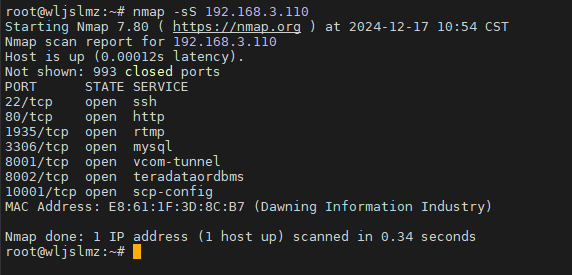 root@wljslmz:~# nmap -sS 192.168.3.110
Starting Nmap 7.80 ( https://nmap.org ) at 2024-12-17 10:54 CST
Nmap scan report for 192.168.3.110
Host is up (0.00012s latency).
Not shown: 993 closed ports
PORT      STATE SERVICE
22/tcp    open  ssh
80/tcp    open  http
1935/tcp  open  rtmp
3306/tcp  open  mysql
8001/tcp  open  vcom-tunnel
8002/tcp  open  teradataordbms
10001/tcp open  scp-config
MAC Address: E8:61:1F:3D:8C:B7 (Dawning Information Industry)
Nmap done: 1 IP address (1 host up) scanned in 0.34 seconds
root@wljslmz:~#